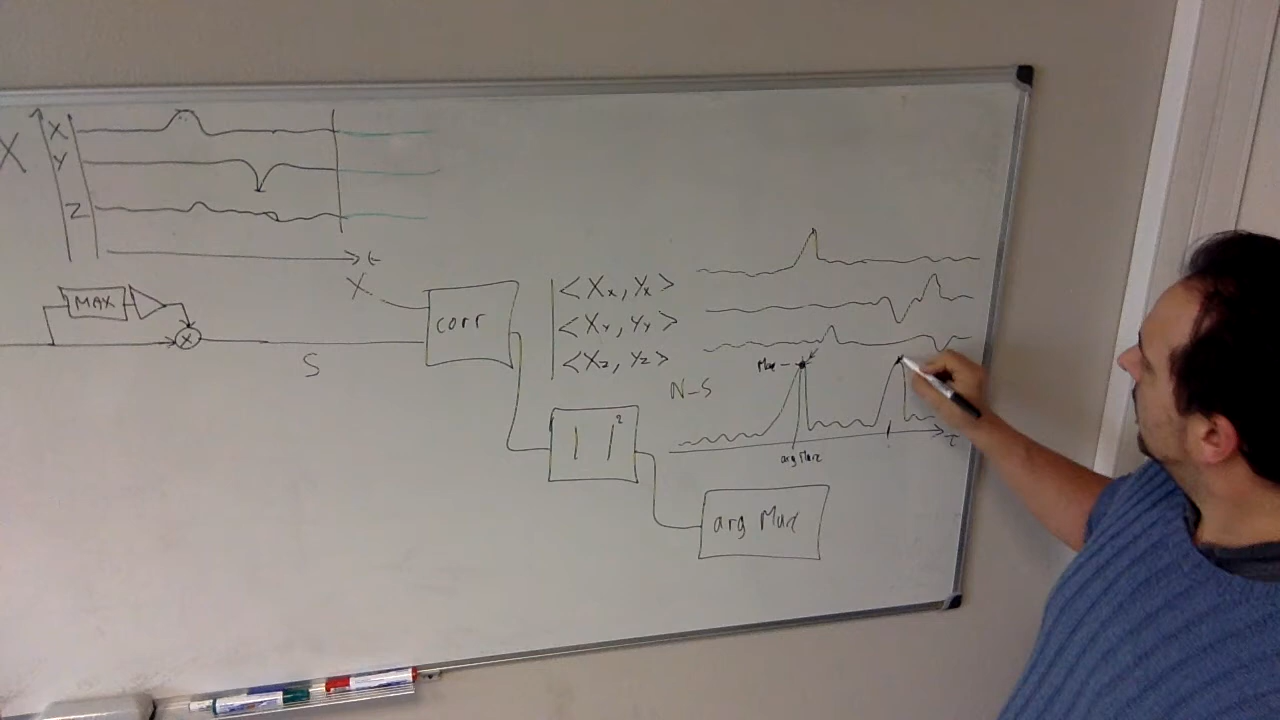 X
X
Y
Z
t
X
MAX
x
S
corr
<Xx, Yx>
<Xy, Yy>
<Xz, Yz>
N-S
| |²
Max
arg Max
τ
arg Max